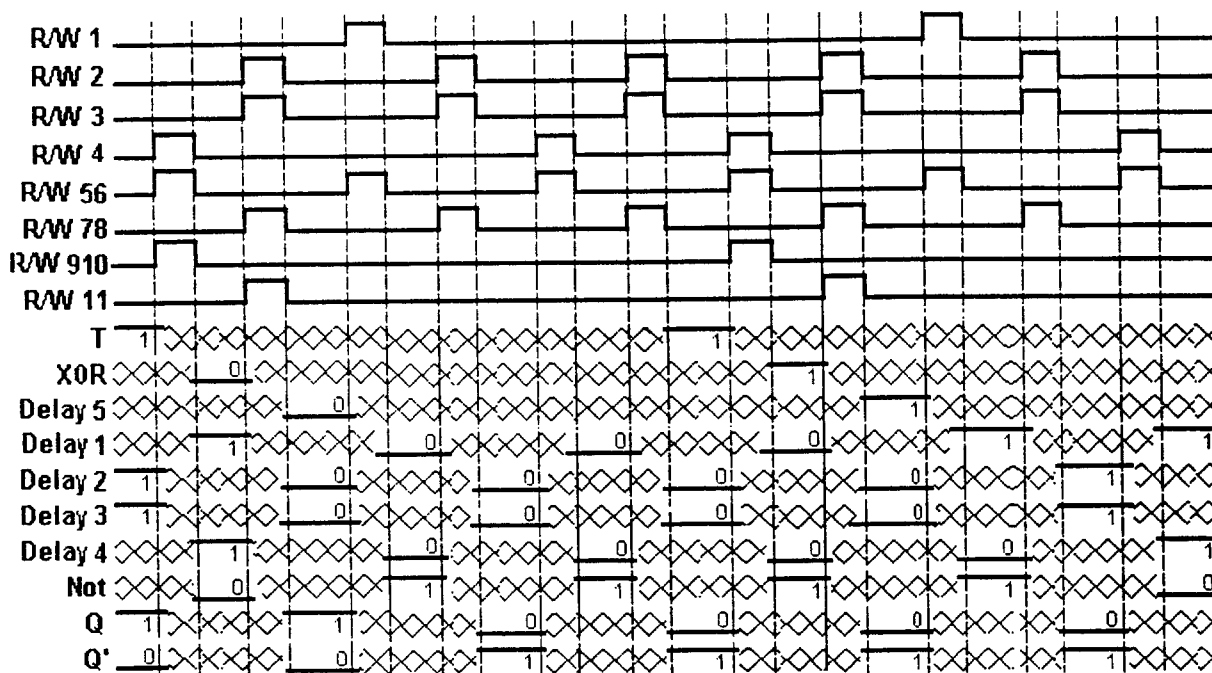 R/W 1
R/W 2
R/W 3
R/W 4
R/W 56
R/W 78
R/W 910
R/W 11
T 1 1
X0R 0 1
Delay 5 0 1
Delay 1 1 0 0 0 1 1
Delay 2 1 0 0 0 0 1
Delay 3 1 0 0 0 0 1
Delay 4 1 0 0 0 0 1
Not 0 1 1 1 1 0
Q 1 1 0 0 0 0
Q' 0 0 1 1 1 1